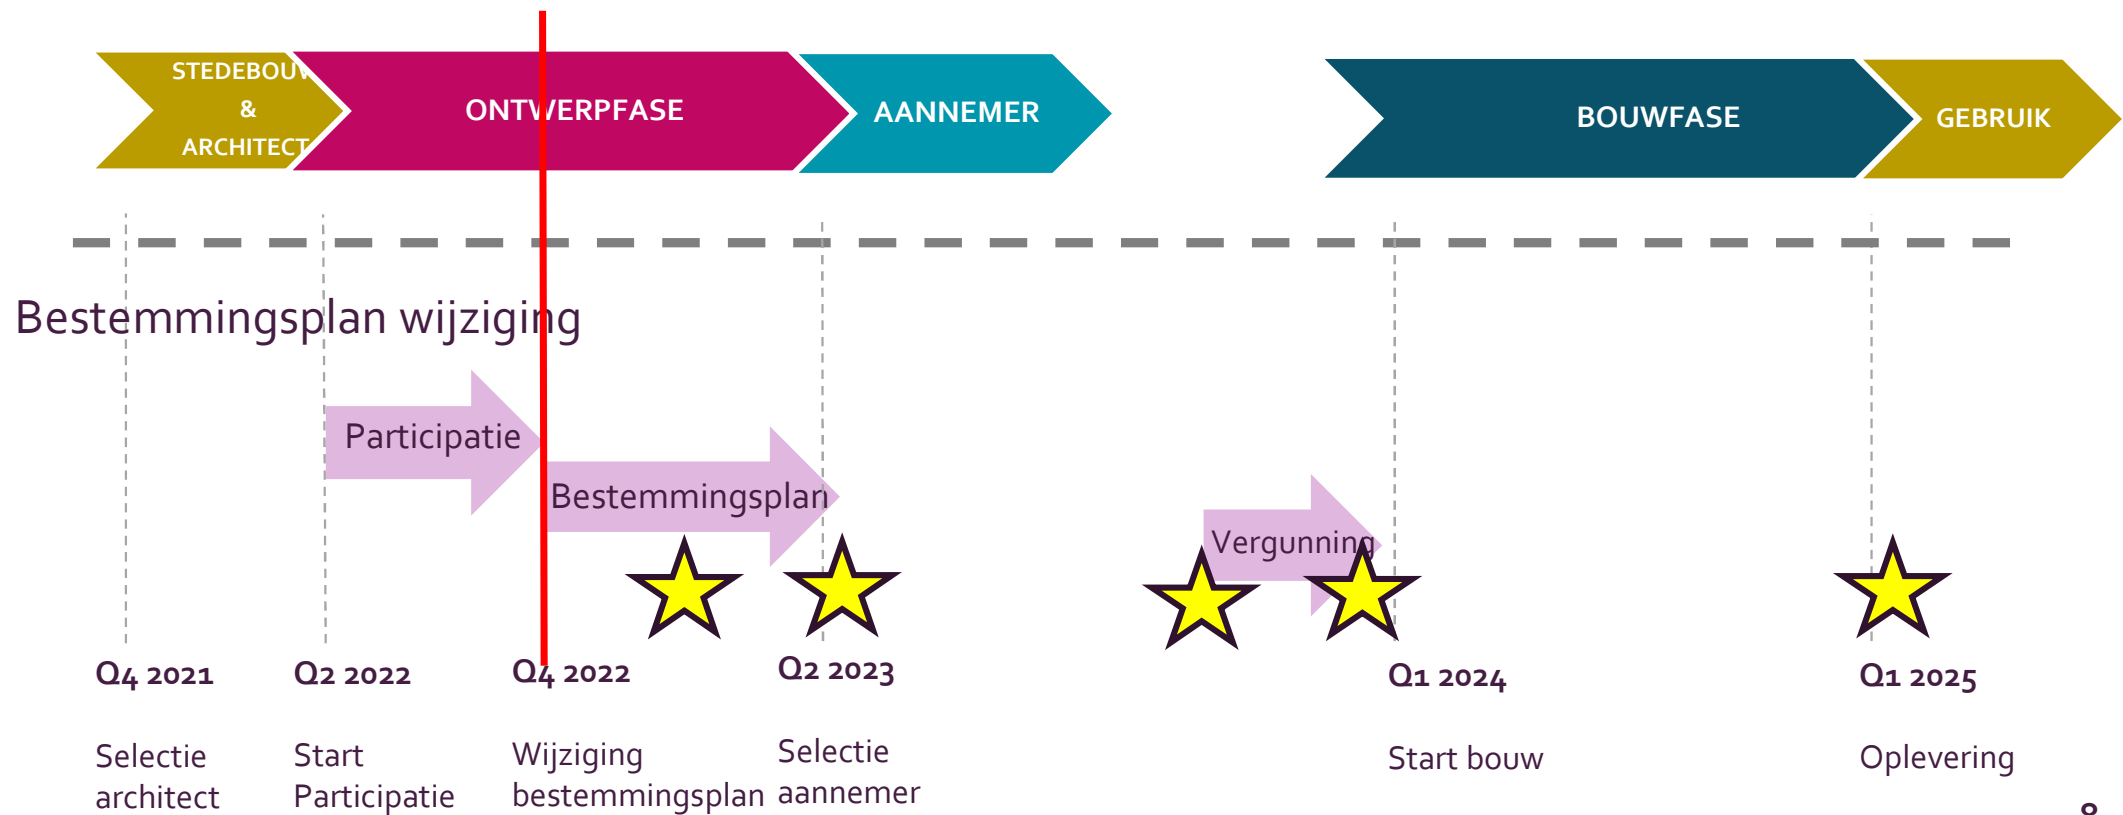 STEDEBOUW
&
ARCHITECT
ONTWERPFASE
AANNEMER
BOUWFASE
GEBRUIK
Bestemmingsplan wijziging
Participatie
Bestemmingsplan
Vergunning
Q4 2021
Selectie
architect
Q2 2022
Start
Participatie
Q4 2022
Wijziging
bestemmingsplan
Q2 2023
Selectie
aannemer
Q1 2024
Start bouw
Q1 2025
Oplevering
8